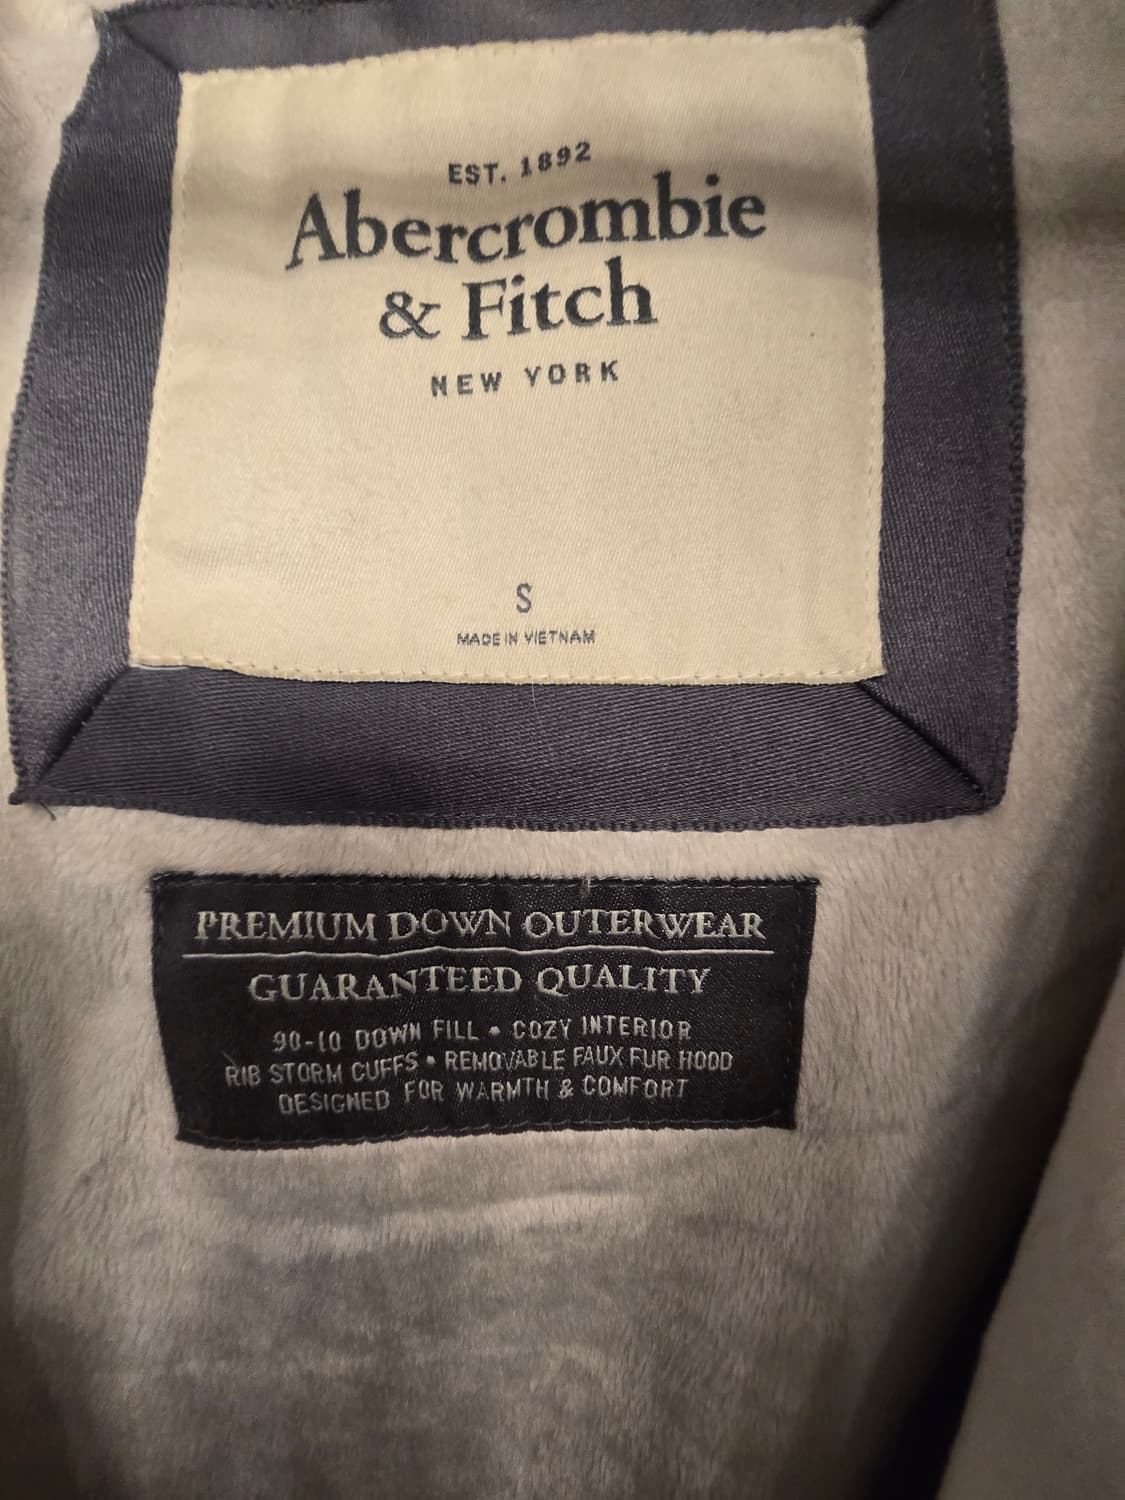 EST. 1892
Abercrombie
& Fitch
NEW YORK
S
MADE IN VIETNAM
PREMIUM DOWN OUTERWEAR
GUARANTEED QUALITY
90-10 DOWN FILL • COZY INTERIOR
RIB STORM CUFFS • REMOVABLE FAUX FUR HOOD
DESIGNED FOR WARMTH & COMFORT